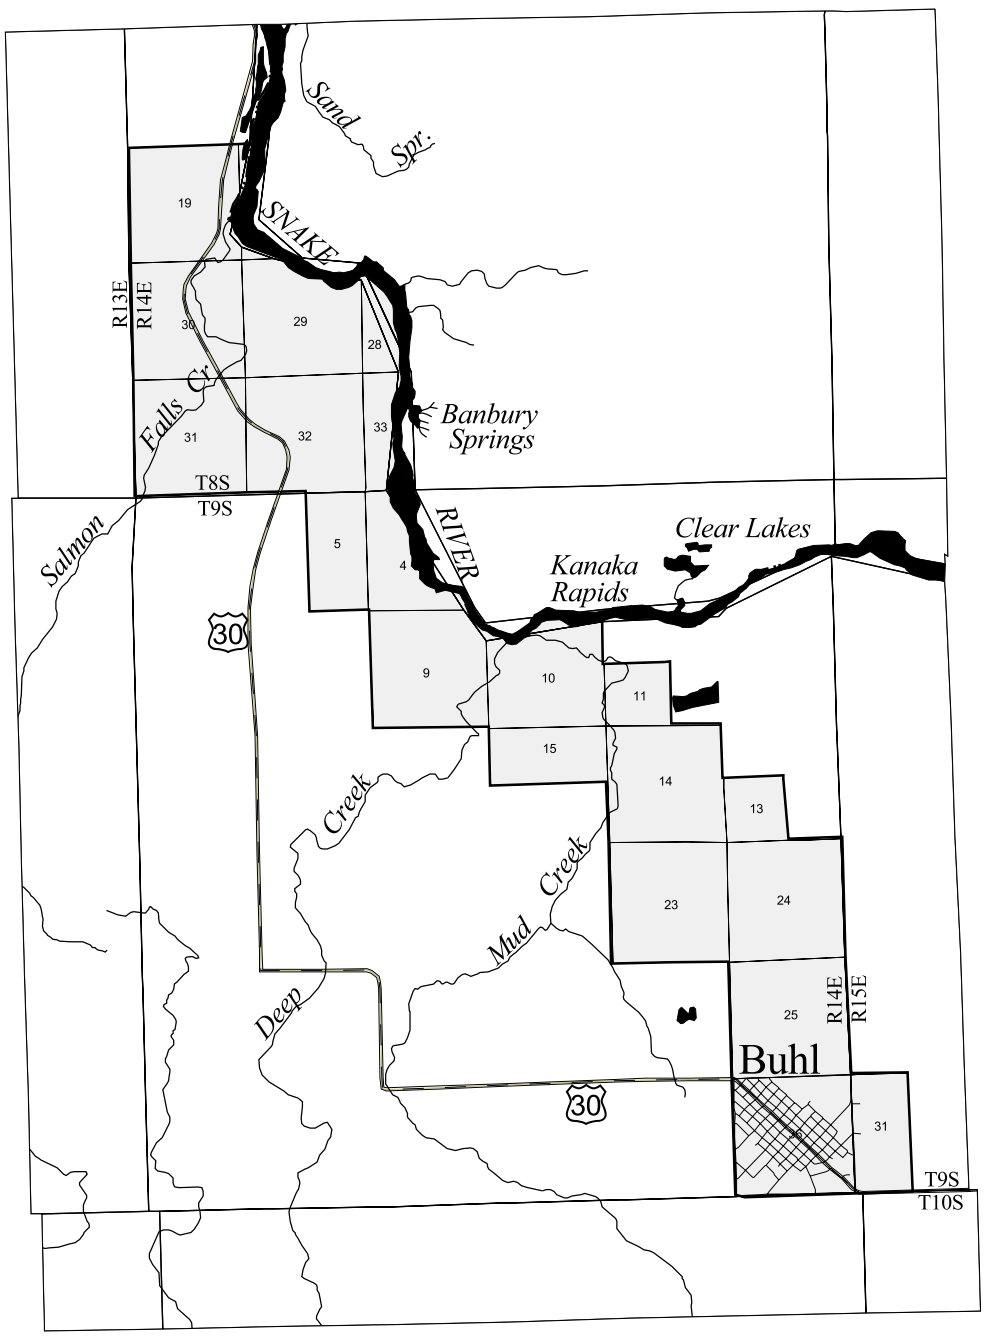 Sand
Spr.
19
SNAKE
R13E
R14E
30
29
28
Falls Cr
31
32
33
Banbury
Springs
T8S
T9S
Salmon
RIVER
Clear Lakes
5
4
Kanaka
Rapids
30
9
10
11
15
14
13
Creek
Creek
23
24
Mud
Deep
25
R14E
R15E
Buhl
30
36
31
T9S
T10S